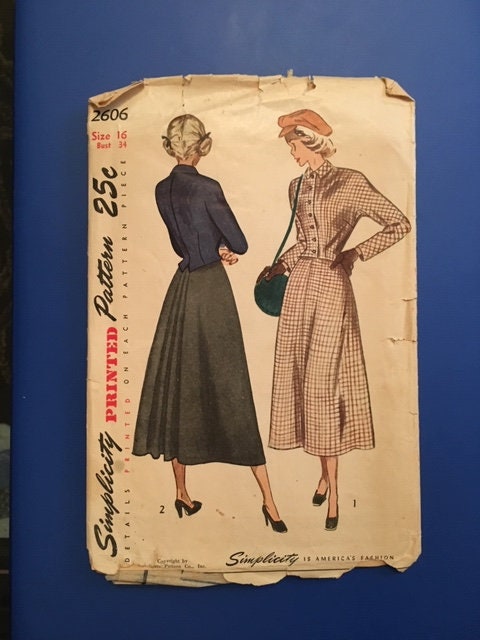 2606
Size 16
Bust 34
Simplicity PRINTED Pattern 25c
DETAILS PRINTED ON EACH PATTERN PIECE
2
1
Copyright by
Pattern Co., Inc.
Simplicity IS AMERICA'S FASHION